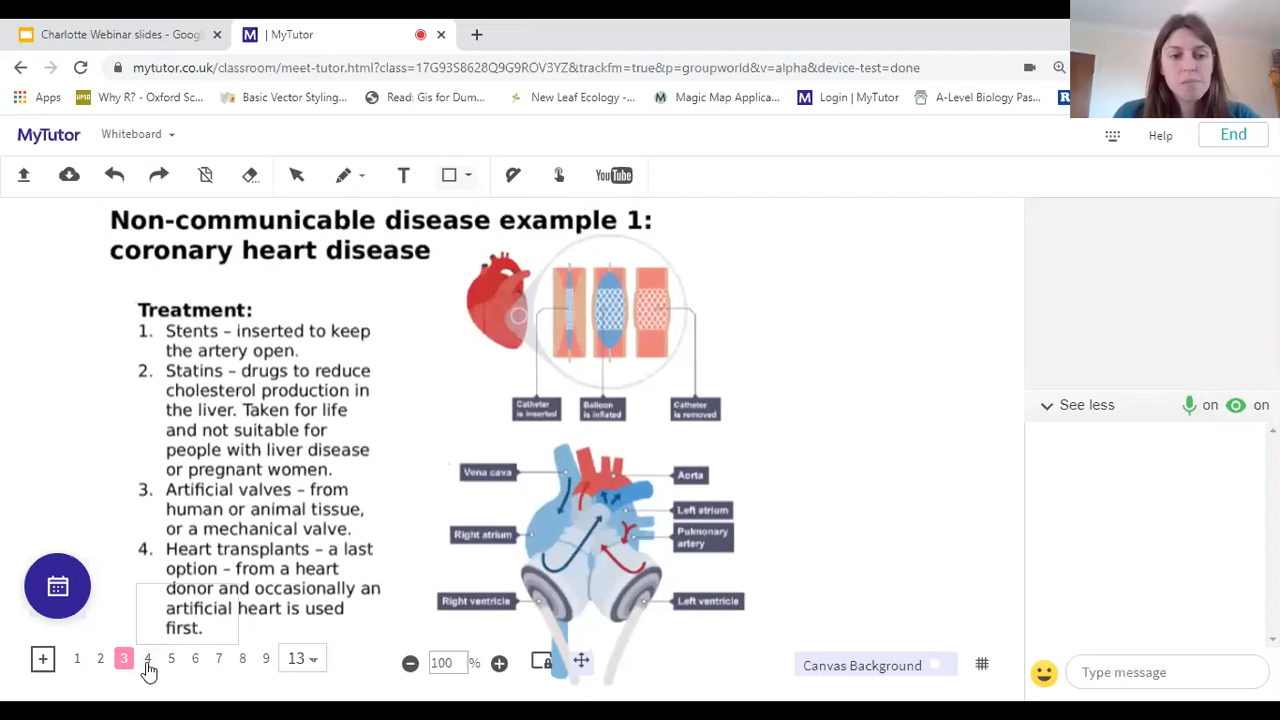 Charlotte Webinar slides - Goog
| MyTutor
mytutor.co.uk/classroom/meet-tutor.html?class=17G93S8628Q9G9ROV3YZ&trackfm=true&p=groupworld&v=alpha&device-test=done
Apps
Why R? - Oxford Sc...
Basic Vector Styling...
Read: Gis for Dum...
New Leaf Ecology -...
Magic Map Applica...
Login | MyTutor
A-Level Biology Pas...
MyTutor
Whiteboard
Help
End
YouTube
Non-communicable disease example 1:
coronary heart disease
Treatment:
1. Stents – inserted to keep
the artery open.
2. Statins – drugs to reduce
cholesterol production in
the liver. Taken for life
and not suitable for
people with liver disease
or pregnant women.
3. Artificial valves – from
human or animal tissue,
or a mechanical valve.
4. Heart transplants – a last
option – from a heart
donor and occasionally an
artificial heart is used
first.
Catheter
is inserted
Balloon
is inflated
Catheter
is removed
Vena cava
Aorta
Left atrium
Right atrium
Pulmonary
artery
Right ventricle
Left ventricle
See less
on
on
+ 1 2 3 4 5 6 7 8 9 13
100 %
Canvas Background
Type message